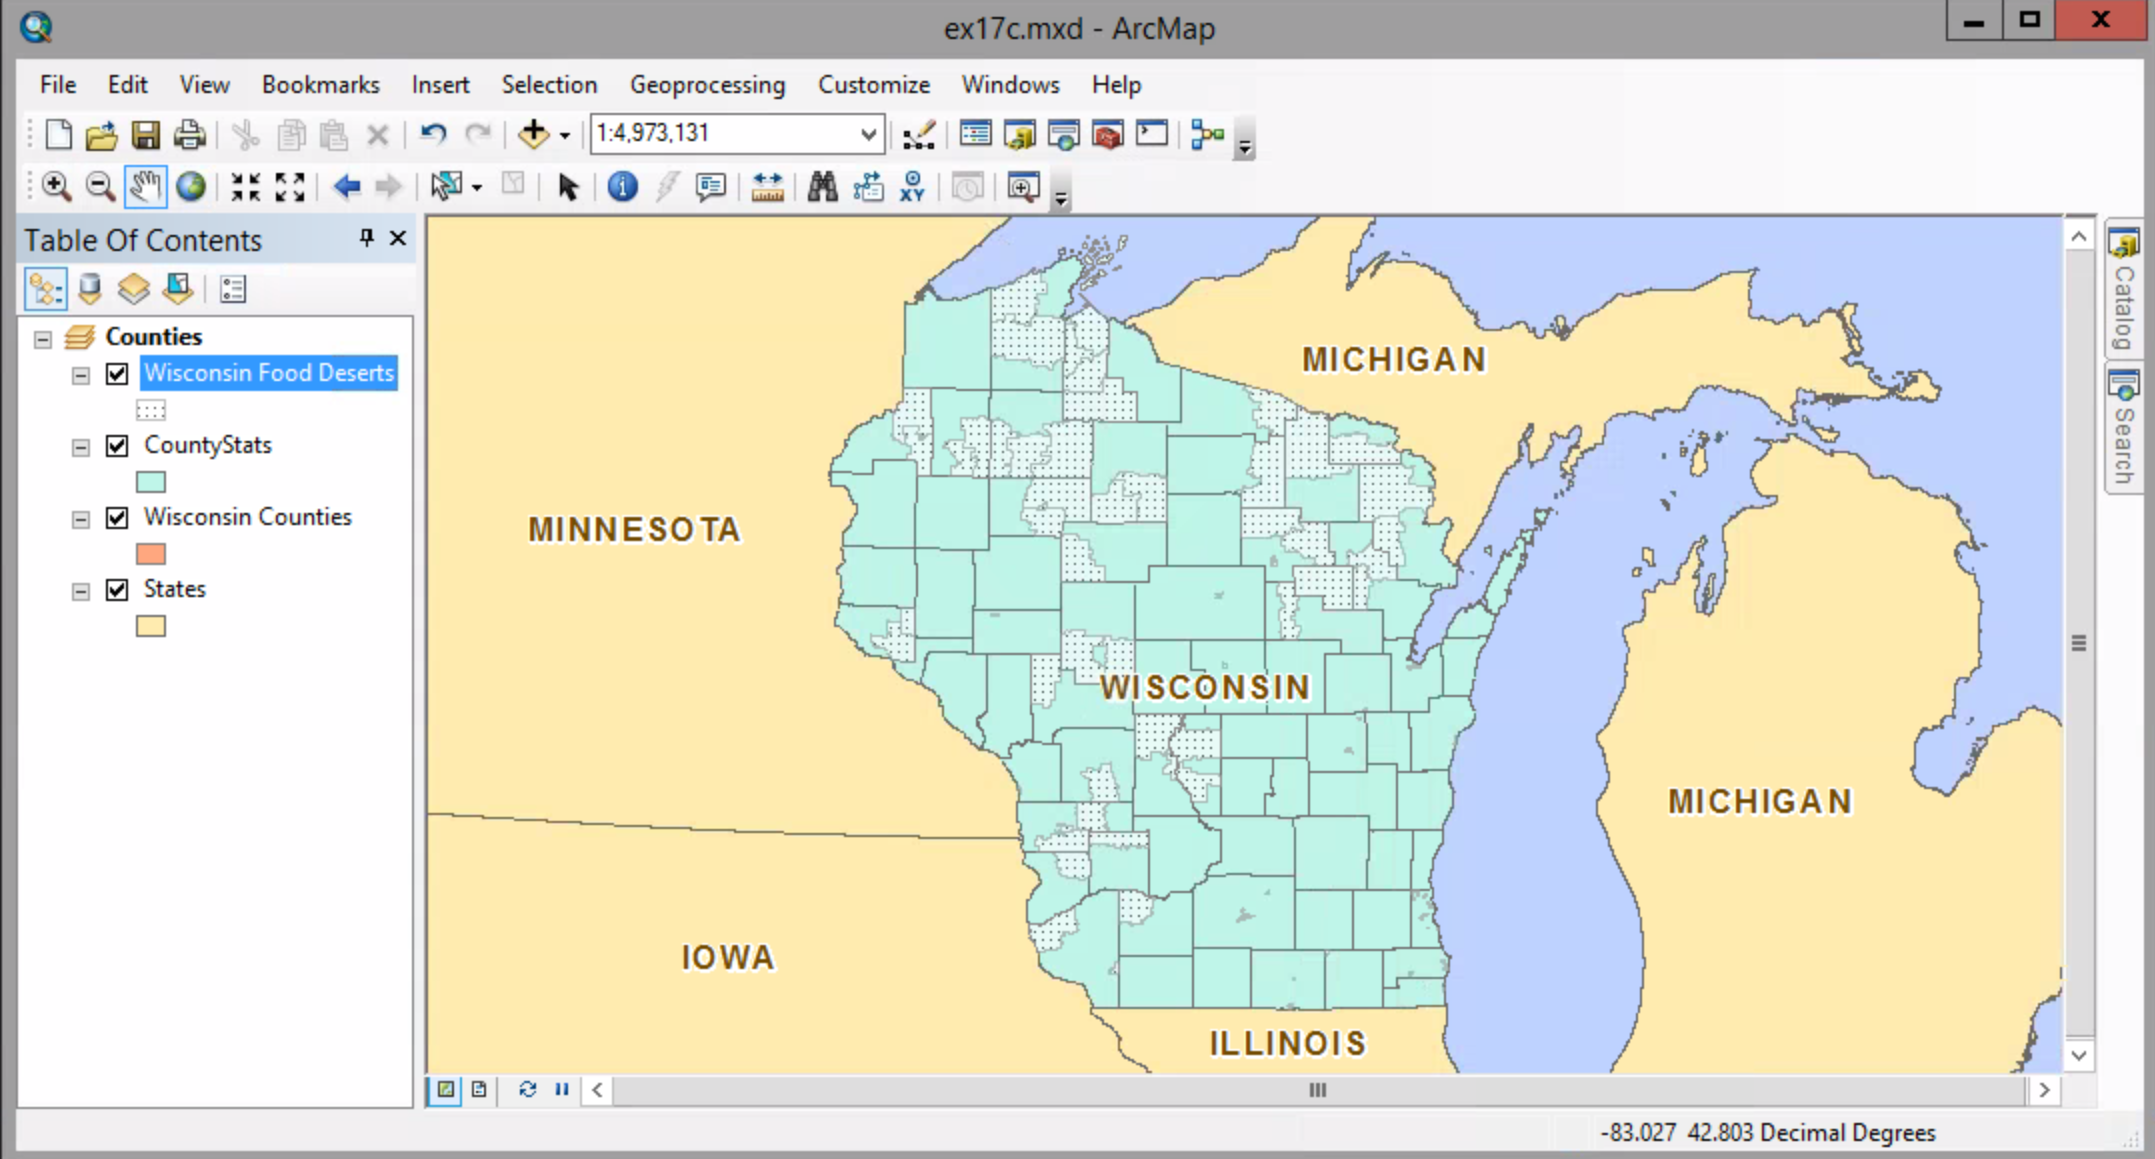 ex17c.mxd - ArcMap
File Edit View Bookmarks Insert Selection Geoprocessing Customize Windows Help
1:4,973,131
XY
Table Of Contents
Counties
Wisconsin Food Deserts
CountyStats
Wisconsin Counties
States
MICHIGAN
MINNESOTA
WISCONSIN
MICHIGAN
IOWA
ILLINOIS
Catalog
Search
-83.027 42.803 Decimal Degrees